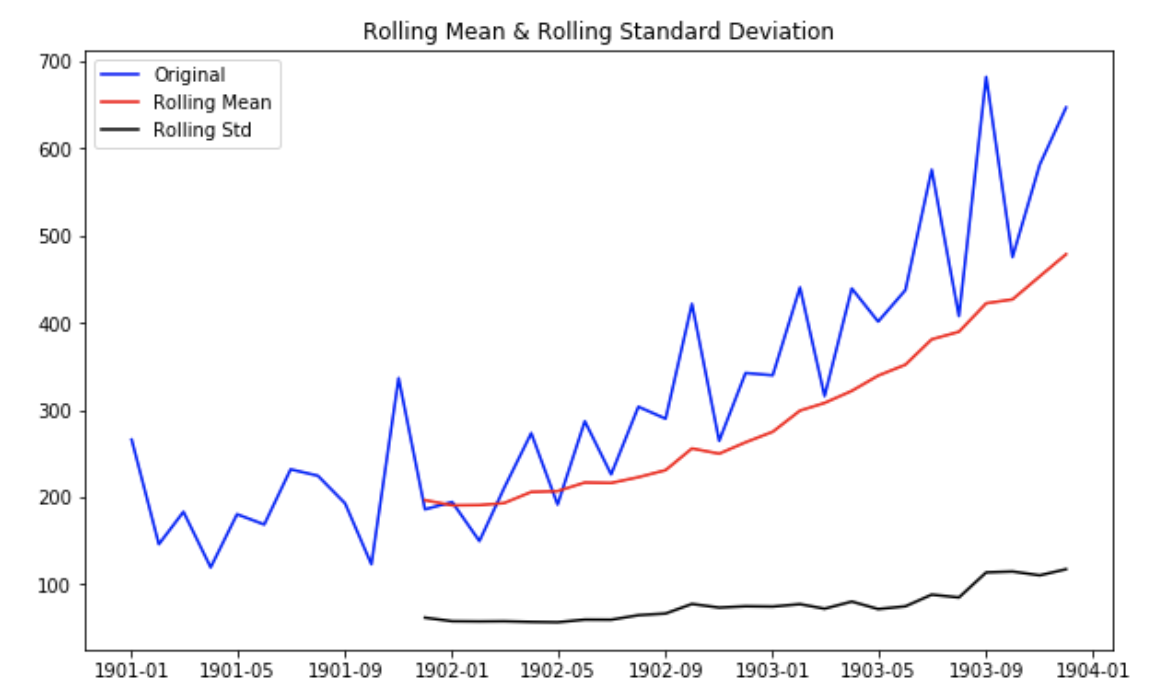 Rolling Mean & Rolling Standard Deviation
700
Original
Rolling Mean
Rolling Std
600
500
400
300
200
100
1901-01 1901-05 1901-09 1902-01 1902-05 1902-09 1903-01 1903-05 1903-09 1904-01